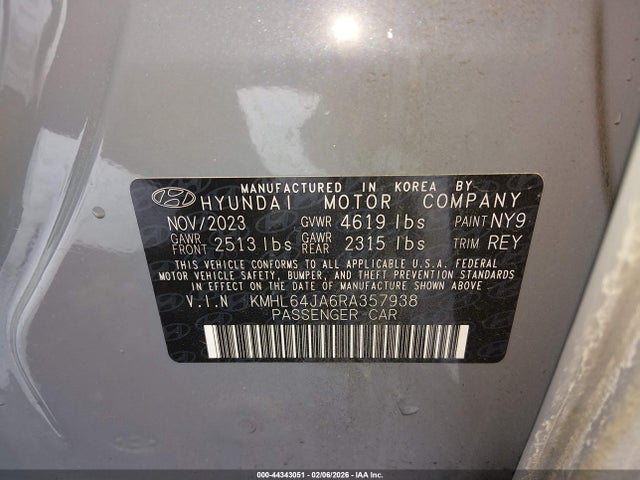 MANUFACTURED IN KOREA BY
HYUNDAI MOTOR COMPANY
NOV/2023 GVWR 4619 lbs PAINT NY9
GAWR FRONT 2513 lbs GAWR REAR 2315 lbs TRIM REY
THIS VEHICLE CONFORMS TO ALL APPLICABLE U.S.A. FEDERAL
MOTOR VEHICLE SAFETY, BUMPER, AND THEFT PREVENTION STANDARDS
IN EFFECT ON THE DATE OF MANUFACTURE SHOWN ABOVE
V.I.N KMHL64JA6RA357938
PASSENGER CAR
000-44343051 | 02/06/2026 | IAA Inc.